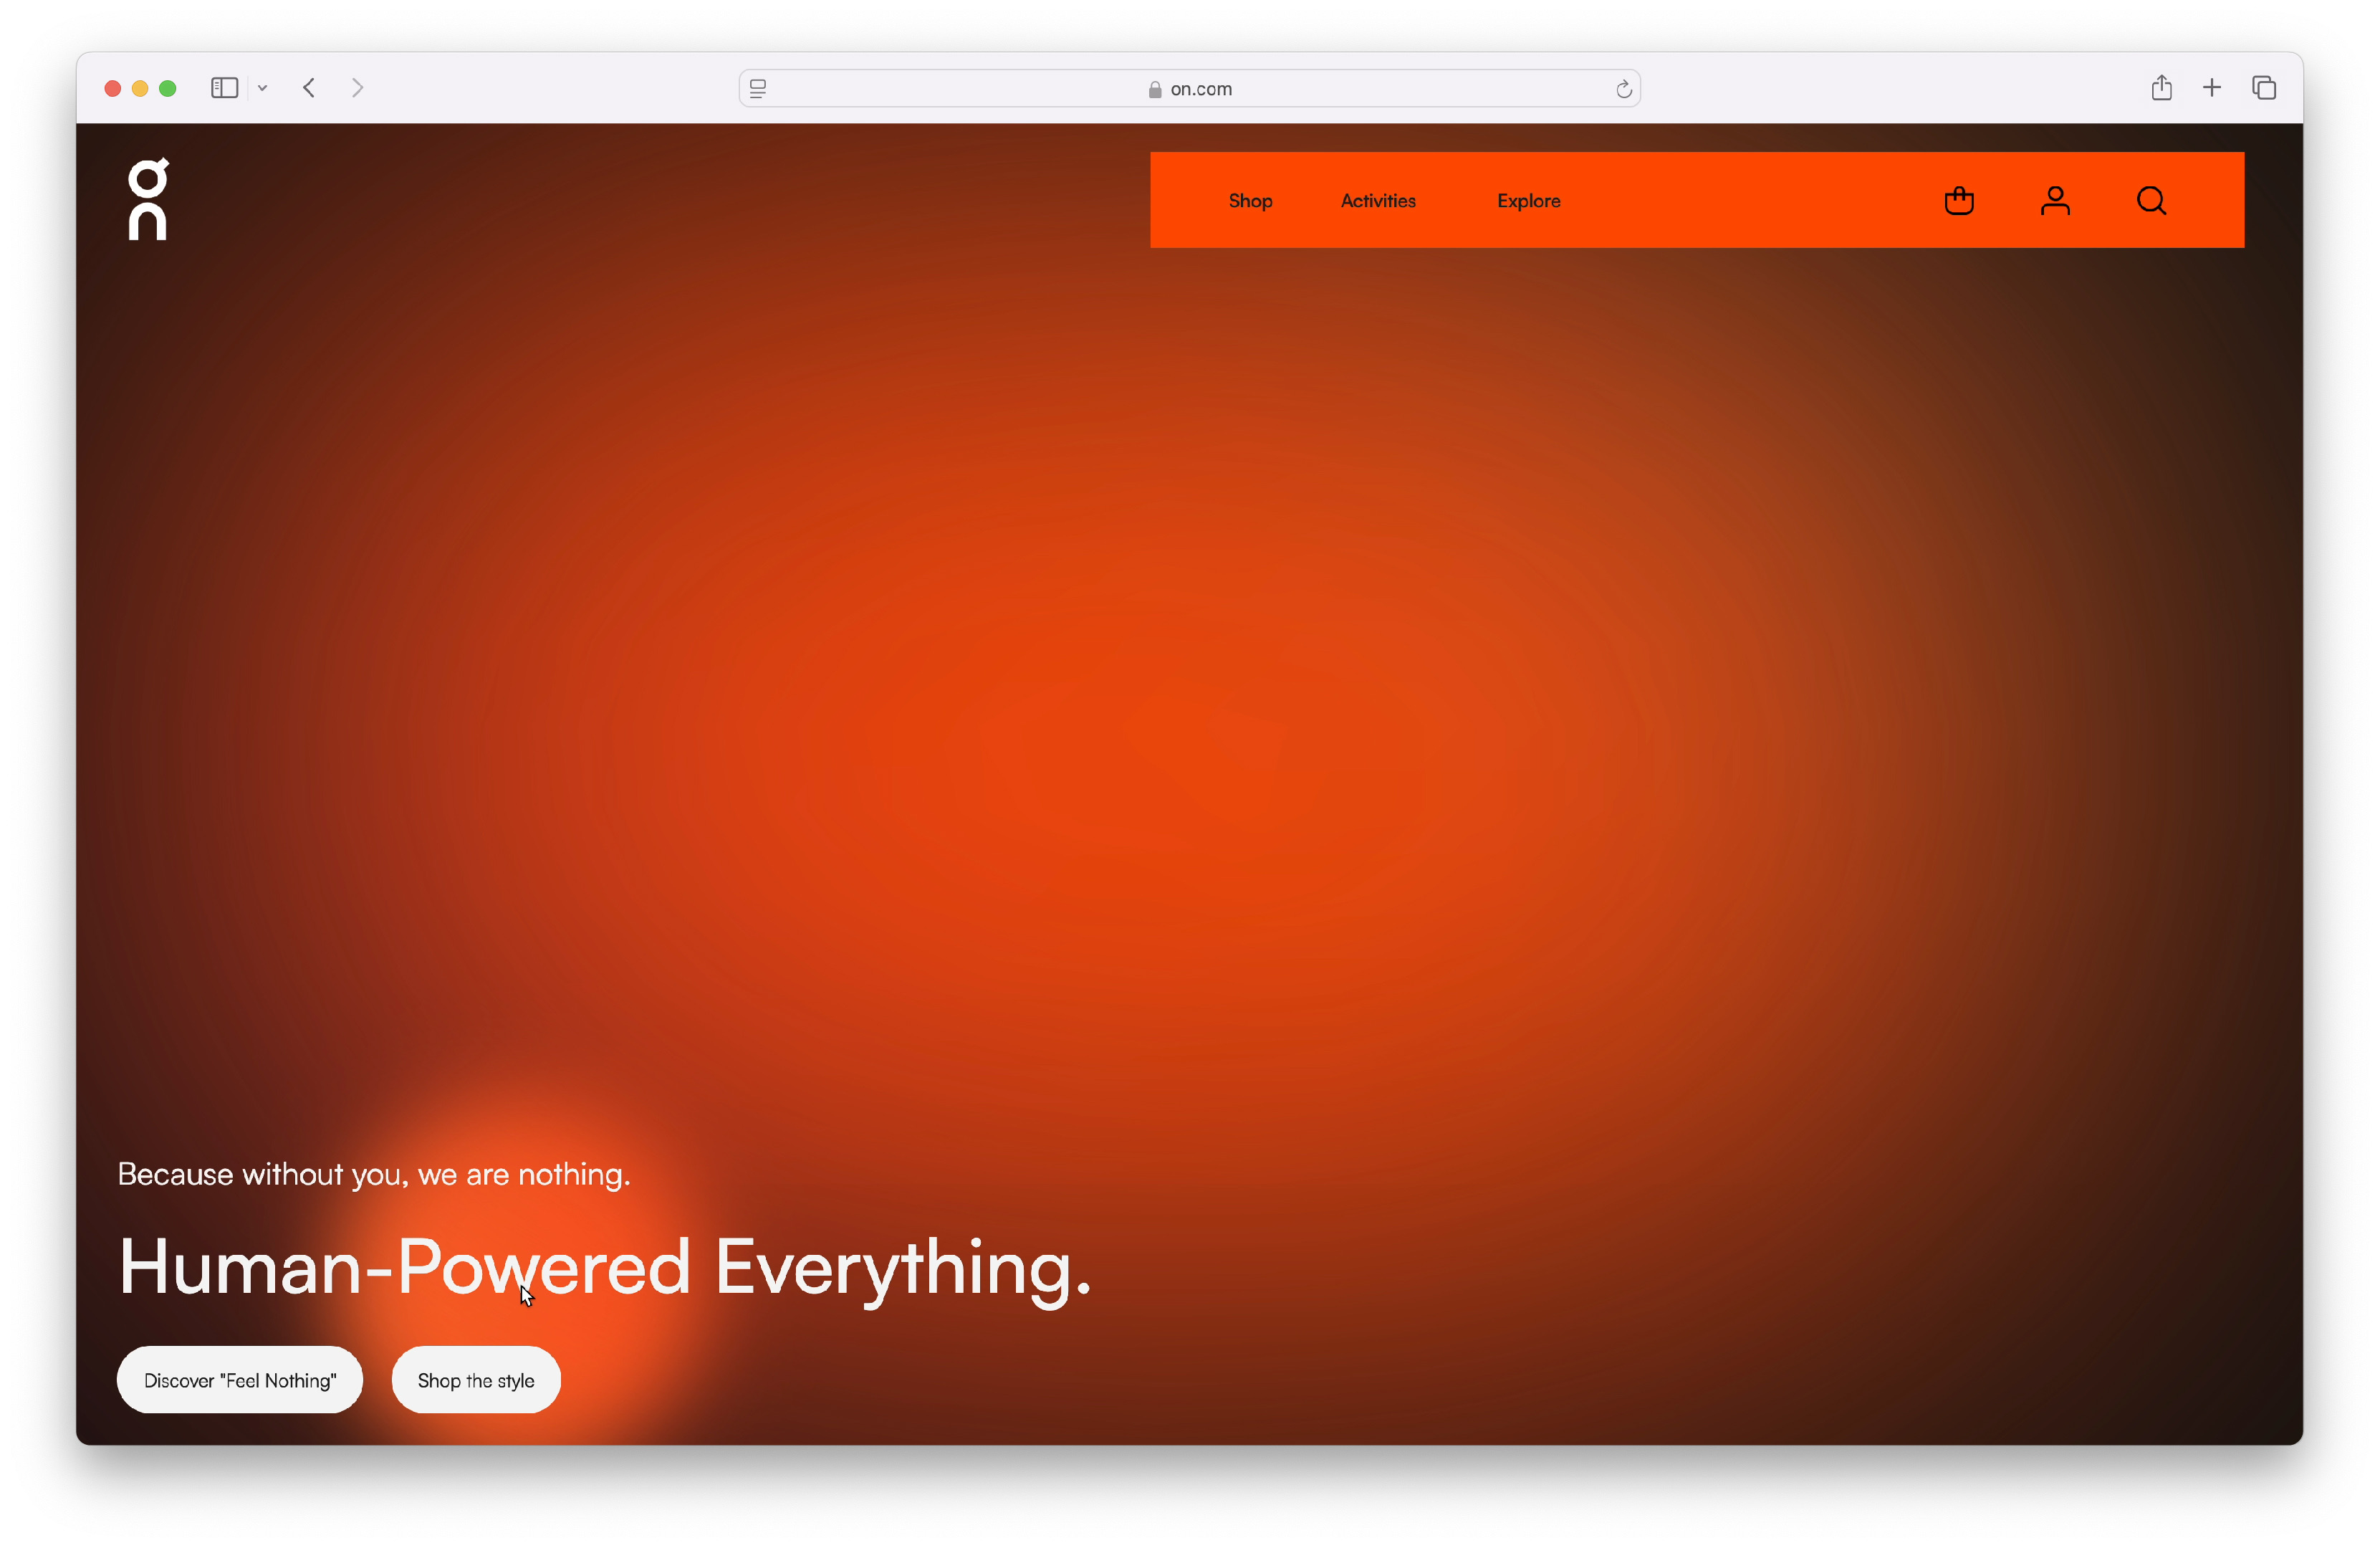 on.com
on
Shop Activities Explore
Because without you, we are nothing.
Human-Powered Everything.
Discover "Feel Nothing" Shop the style